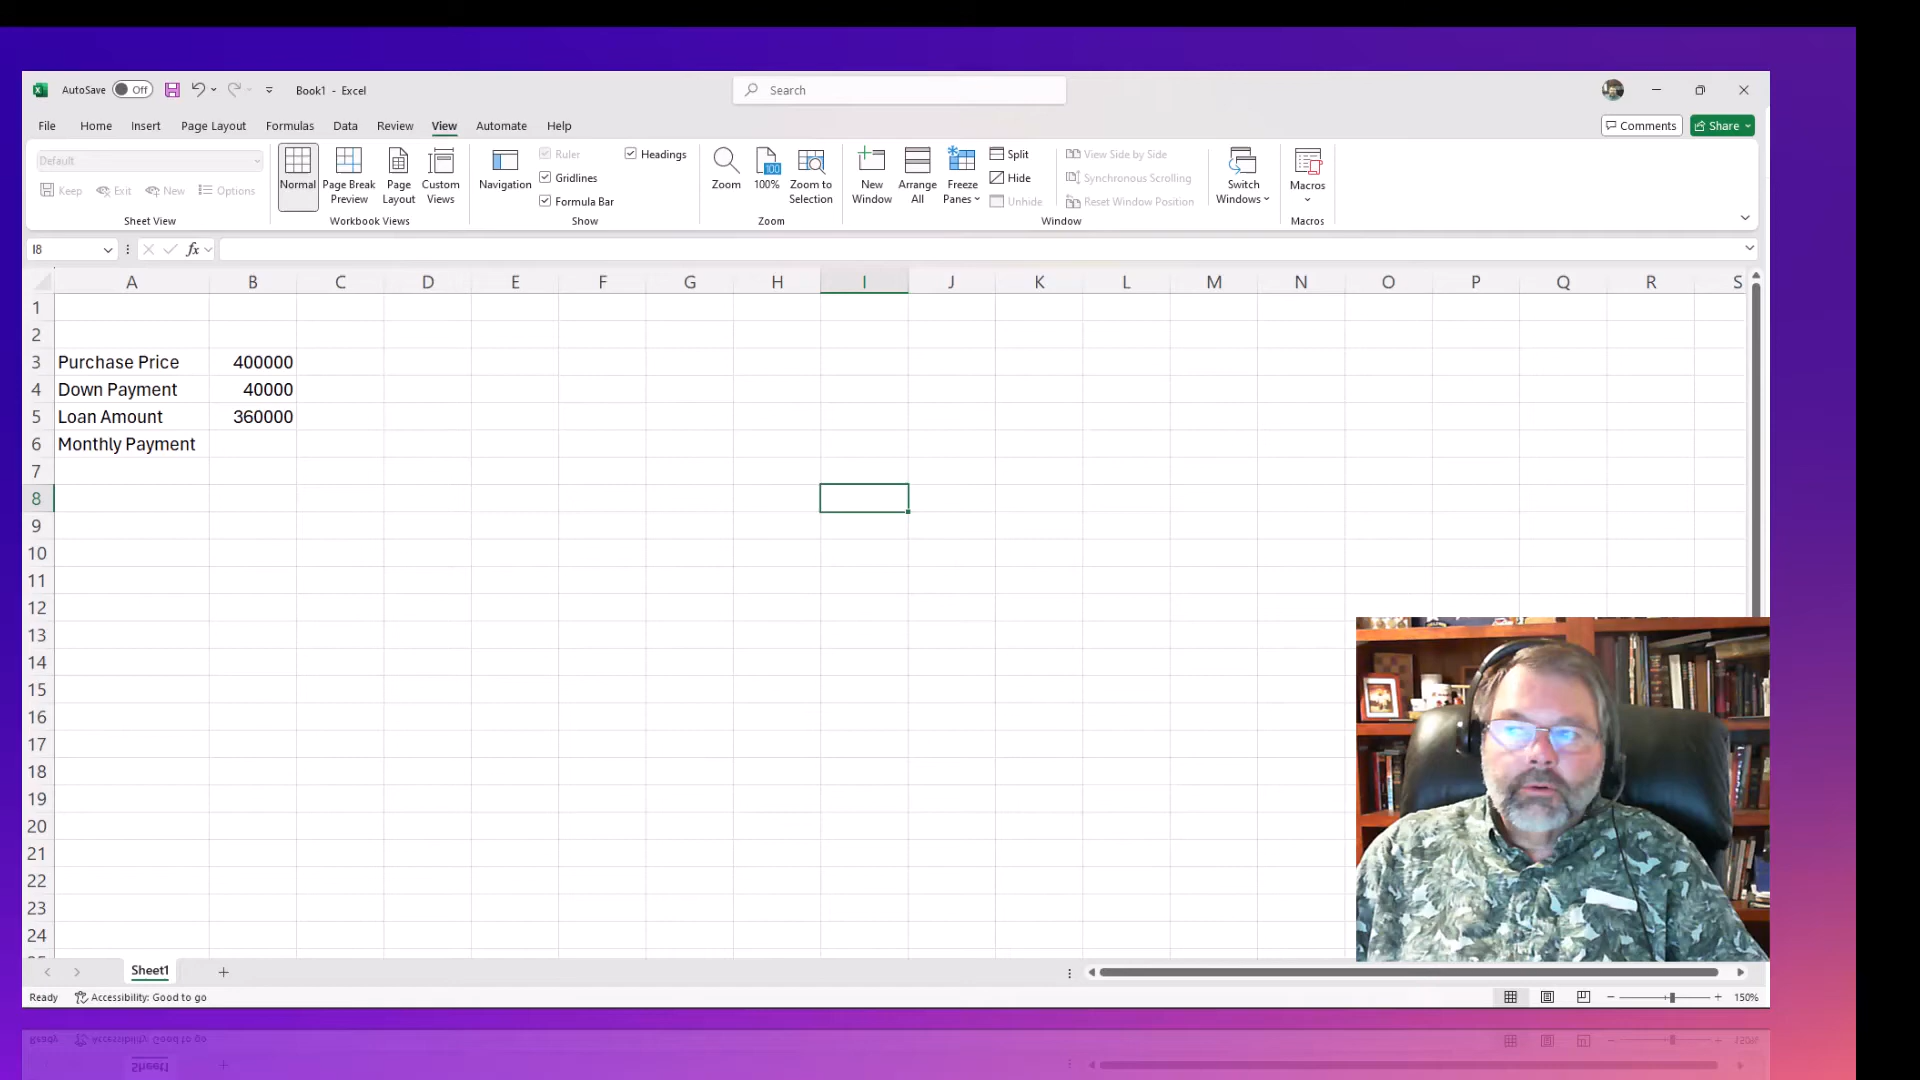 AutoSave Off Book1 - Excel Search
File Home Insert Page Layout Formulas Data Review View Automate Help Comments Share
Default
Keep Exit New Options
Sheet View
Normal Page Break Preview Page Layout Custom Views
Workbook Views
Navigation Ruler Headings
Gridlines
Formula Bar
Show
Zoom 100 100% Zoom to Selection
Zoom
New Window Arrange All Freeze Panes Split
Hide
Unhide
View Side by Side
Synchronous Scrolling
Reset Window Position
Switch Windows
Window
Macros
Macros
I8 fx
A B C D E F G H I J K L M N O P Q R S
1
2
3 Purchase Price 400000
4 Down Payment 40000
5 Loan Amount 360000
6 Monthly Payment
7
8
9
10
11
12
13
14
15
16
17
18
19
20
21
22
23
24
Sheet1
Ready Accessibility: Good to go 150%